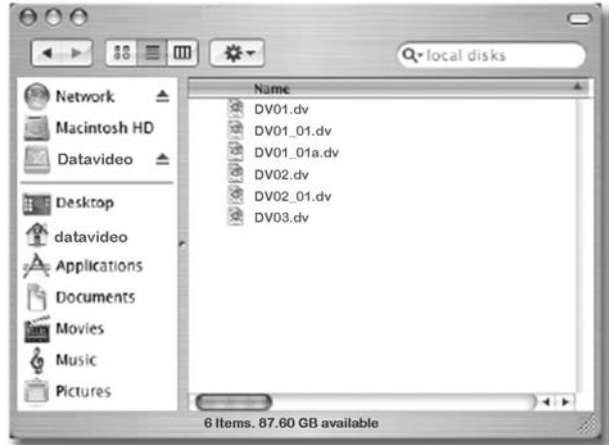 local disks
Name
Network
Macintosh HD
Datavideo
Desktop
datavideo
Applications
Documents
Movies
Music
Pictures
DV01.dv
DV01_01.dv
DV01_01a.dv
DV02.dv
DV02_01.dv
DV03.dv
6 Items. 87.60 GB available